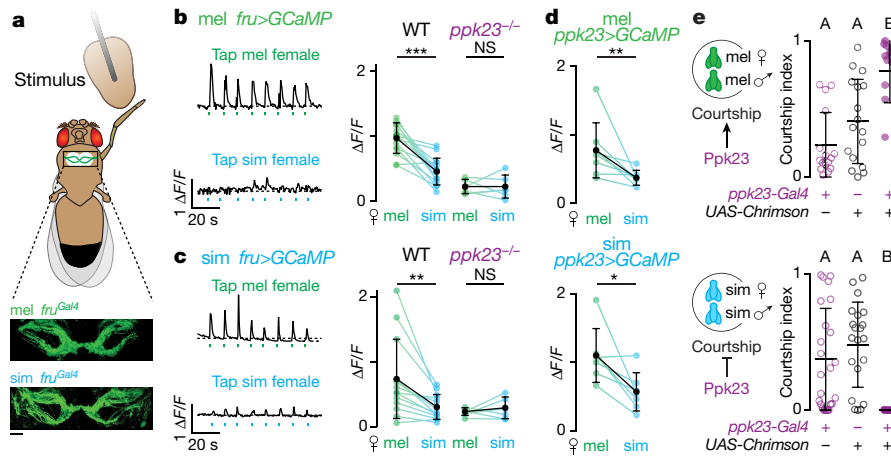 a
Stimulus
mel fru^Gal4
sim fru^Gal4
b mel fru>GCaMP
Tap mel female
Tap sim female
1 ΔF/F
20 s
WT ppk23−/−
*** NS
ΔF/F
2
1
0
♀ mel sim mel sim
c sim fru>GCaMP
Tap mel female
Tap sim female
1 ΔF/F
20 s
WT ppk23−/−
** NS
ΔF/F
2
1
0
♀ mel sim mel sim
d mel
ppk23>GCaMP
**
ΔF/F
2
1
0
♀ mel sim
sim
ppk23>GCaMP
*
ΔF/F
2
1
0
♀ mel sim
e
mel ♀
mel ♂
Courtship
Ppk23
A A B
Courtship index
1
0
ppk23-Gal4 + − +
UAS-Chrimson − + +
sim ♀
sim ♂
Courtship
Ppk23
A A B
Courtship index
1
0
ppk23-Gal4 + − +
UAS-Chrimson − + +